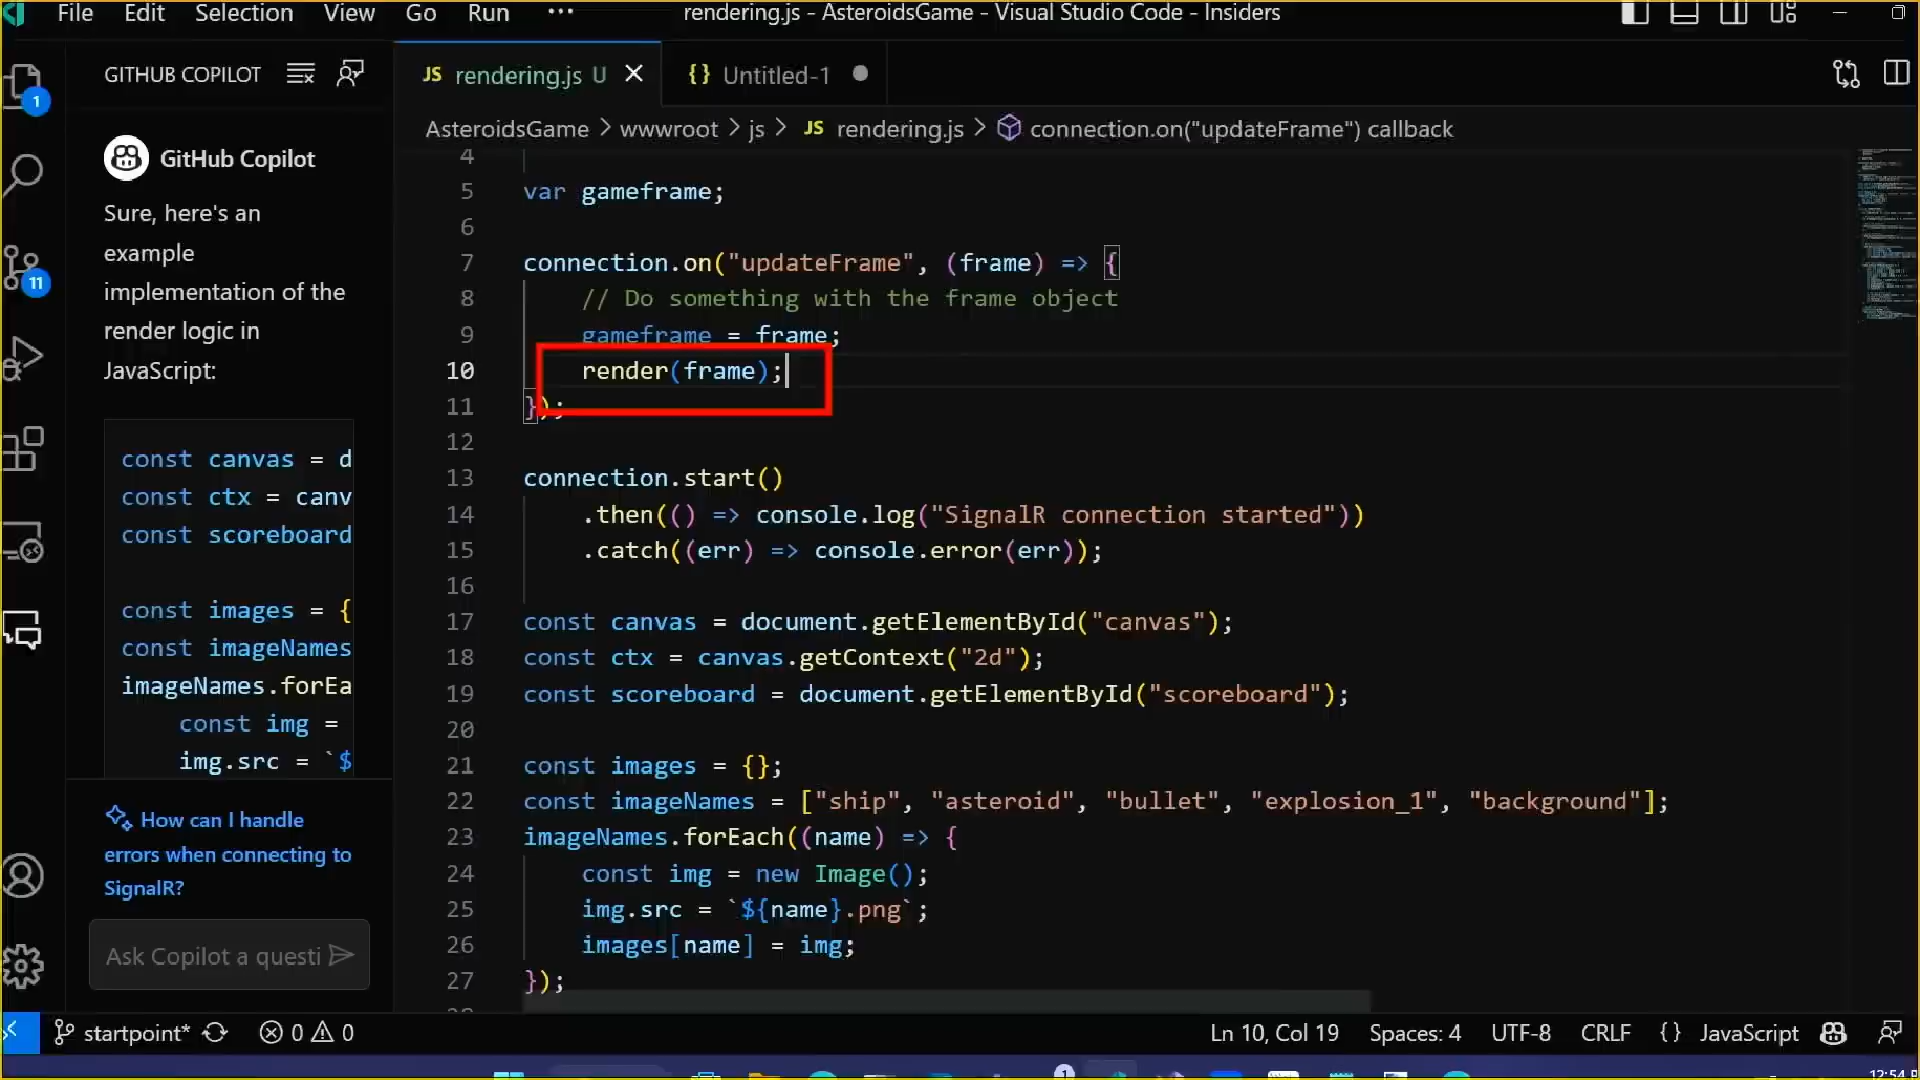 File Edit Selection View Go Run ··· rendering.js - AsteroidsGame - Visual Studio Code - Insiders
GITHUB COPILOT
JS rendering.js U
{} Untitled-1
1
AsteroidsGame > wwwroot > js > JS rendering.js > connection.on("updateFrame") callback
GitHub Copilot
Sure, here's an
example
implementation of the
render logic in
JavaScript:
const canvas = d
const ctx = canv
const scoreboard
const images = {
const imageNames
imageNames.forEa
const img =
img.src = `$
How can I handle
errors when connecting to
SignalR?
Ask Copilot a questi
11
4
5 var gameframe;
6
7 connection.on("updateFrame", (frame) => {
8 // Do something with the frame object
9 gameframe = frame;
10 render(frame);
11 });
12
13 connection.start()
14 .then(() => console.log("SignalR connection started"))
15 .catch((err) => console.error(err));
16
17 const canvas = document.getElementById("canvas");
18 const ctx = canvas.getContext("2d");
19 const scoreboard = document.getElementById("scoreboard");
20
21 const images = {};
22 const imageNames = ["ship", "asteroid", "bullet", "explosion_1", "background"];
23 imageNames.forEach((name) => {
24 const img = new Image();
25 img.src = `${name}.png`;
26 images[name] = img;
27 });
startpoint* 0 0 Ln 10, Col 19 Spaces: 4 UTF-8 CRLF {} JavaScript
1